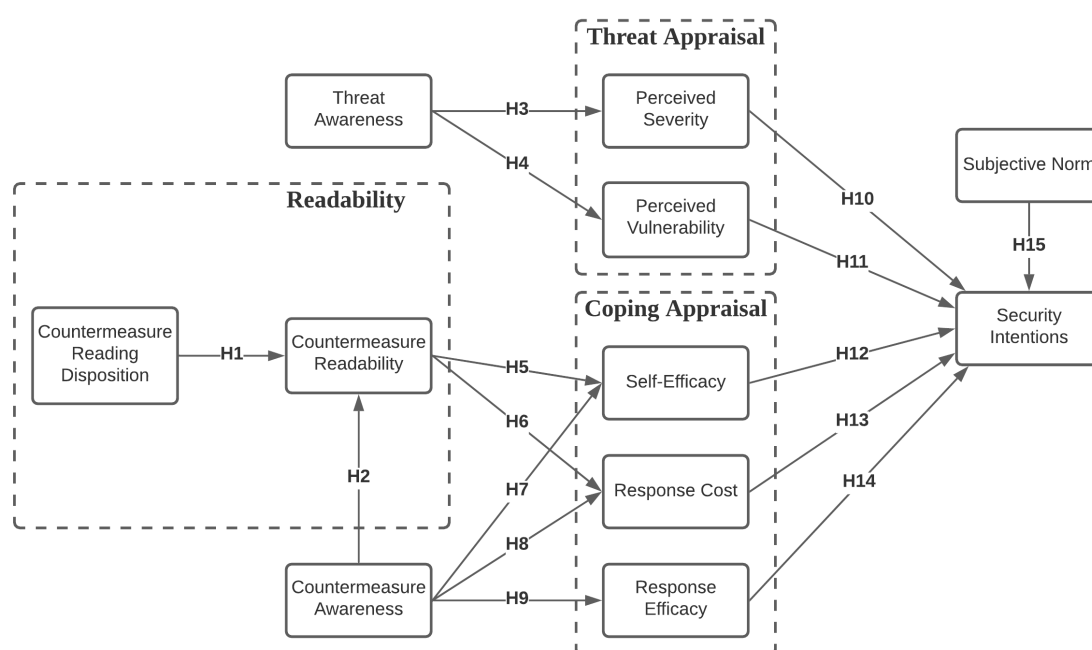 Threat Appraisal
Threat
Awareness
H3
Perceived
Severity
H4
Readability
Perceived
Vulnerability
H10
Subjective Norm
H11
H15
Coping Appraisal
Countermeasure
Reading
Disposition
H1
Countermeasure
Readability
H5
Self-Efficacy
H12
Security
Intentions
H6
H2
H7
Response Cost
H13
H14
H8
Countermeasure
Awareness
H9
Response
Efficacy